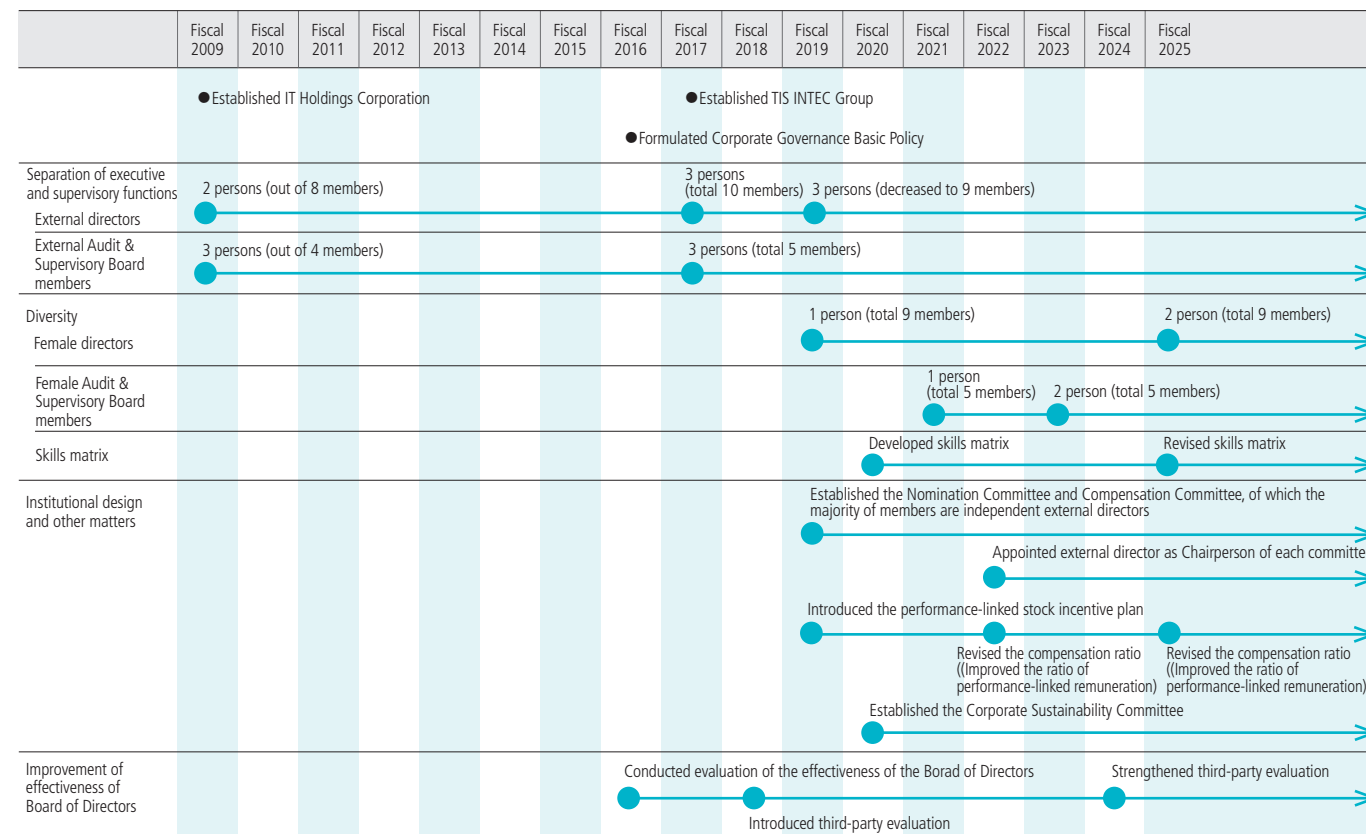 Fiscal 2009
Fiscal 2010
Fiscal 2011
Fiscal 2012
Fiscal 2013
Fiscal 2014
Fiscal 2015
Fiscal 2016
Fiscal 2017
Fiscal 2018
Fiscal 2019
Fiscal 2020
Fiscal 2021
Fiscal 2022
Fiscal 2023
Fiscal 2024
Fiscal 2025
●Established IT Holdings Corporation
●Established TIS INTEC Group
●Formulated Corporate Governance Basic Policy
Separation of executive
and supervisory functions
External directors
2 persons (out of 8 members)
3 persons
(total 10 members)
3 persons (decreased to 9 members)
External Audit &
Supervisory Board
members
3 persons (out of 4 members)
3 persons (total 5 members)
Diversity
Female directors
1 person (total 9 members)
2 person (total 9 members)
Female Audit &
Supervisory Board
members
1 person
(total 5 members)
2 person (total 5 members)
Skills matrix
Developed skills matrix
Revised skills matrix
Institutional design
and other matters
Established the Nomination Committee and Compensation Committee, of which the
majority of members are independent external directors
Appointed external director as Chairperson of each committe
Introduced the performance-linked stock incentive plan
Revised the compensation ratio
((Improved the ratio of
performance-linked remuneration)
Revised the compensation ratio
((Improved the ratio of
performance-linked remuneration)
Established the Corporate Sustainability Committee
Improvement of
effectiveness of
Board of Directors
Conducted evaluation of the effectiveness of the Borad of Directors
Strengthened third-party evaluation
Introduced third-party evaluation